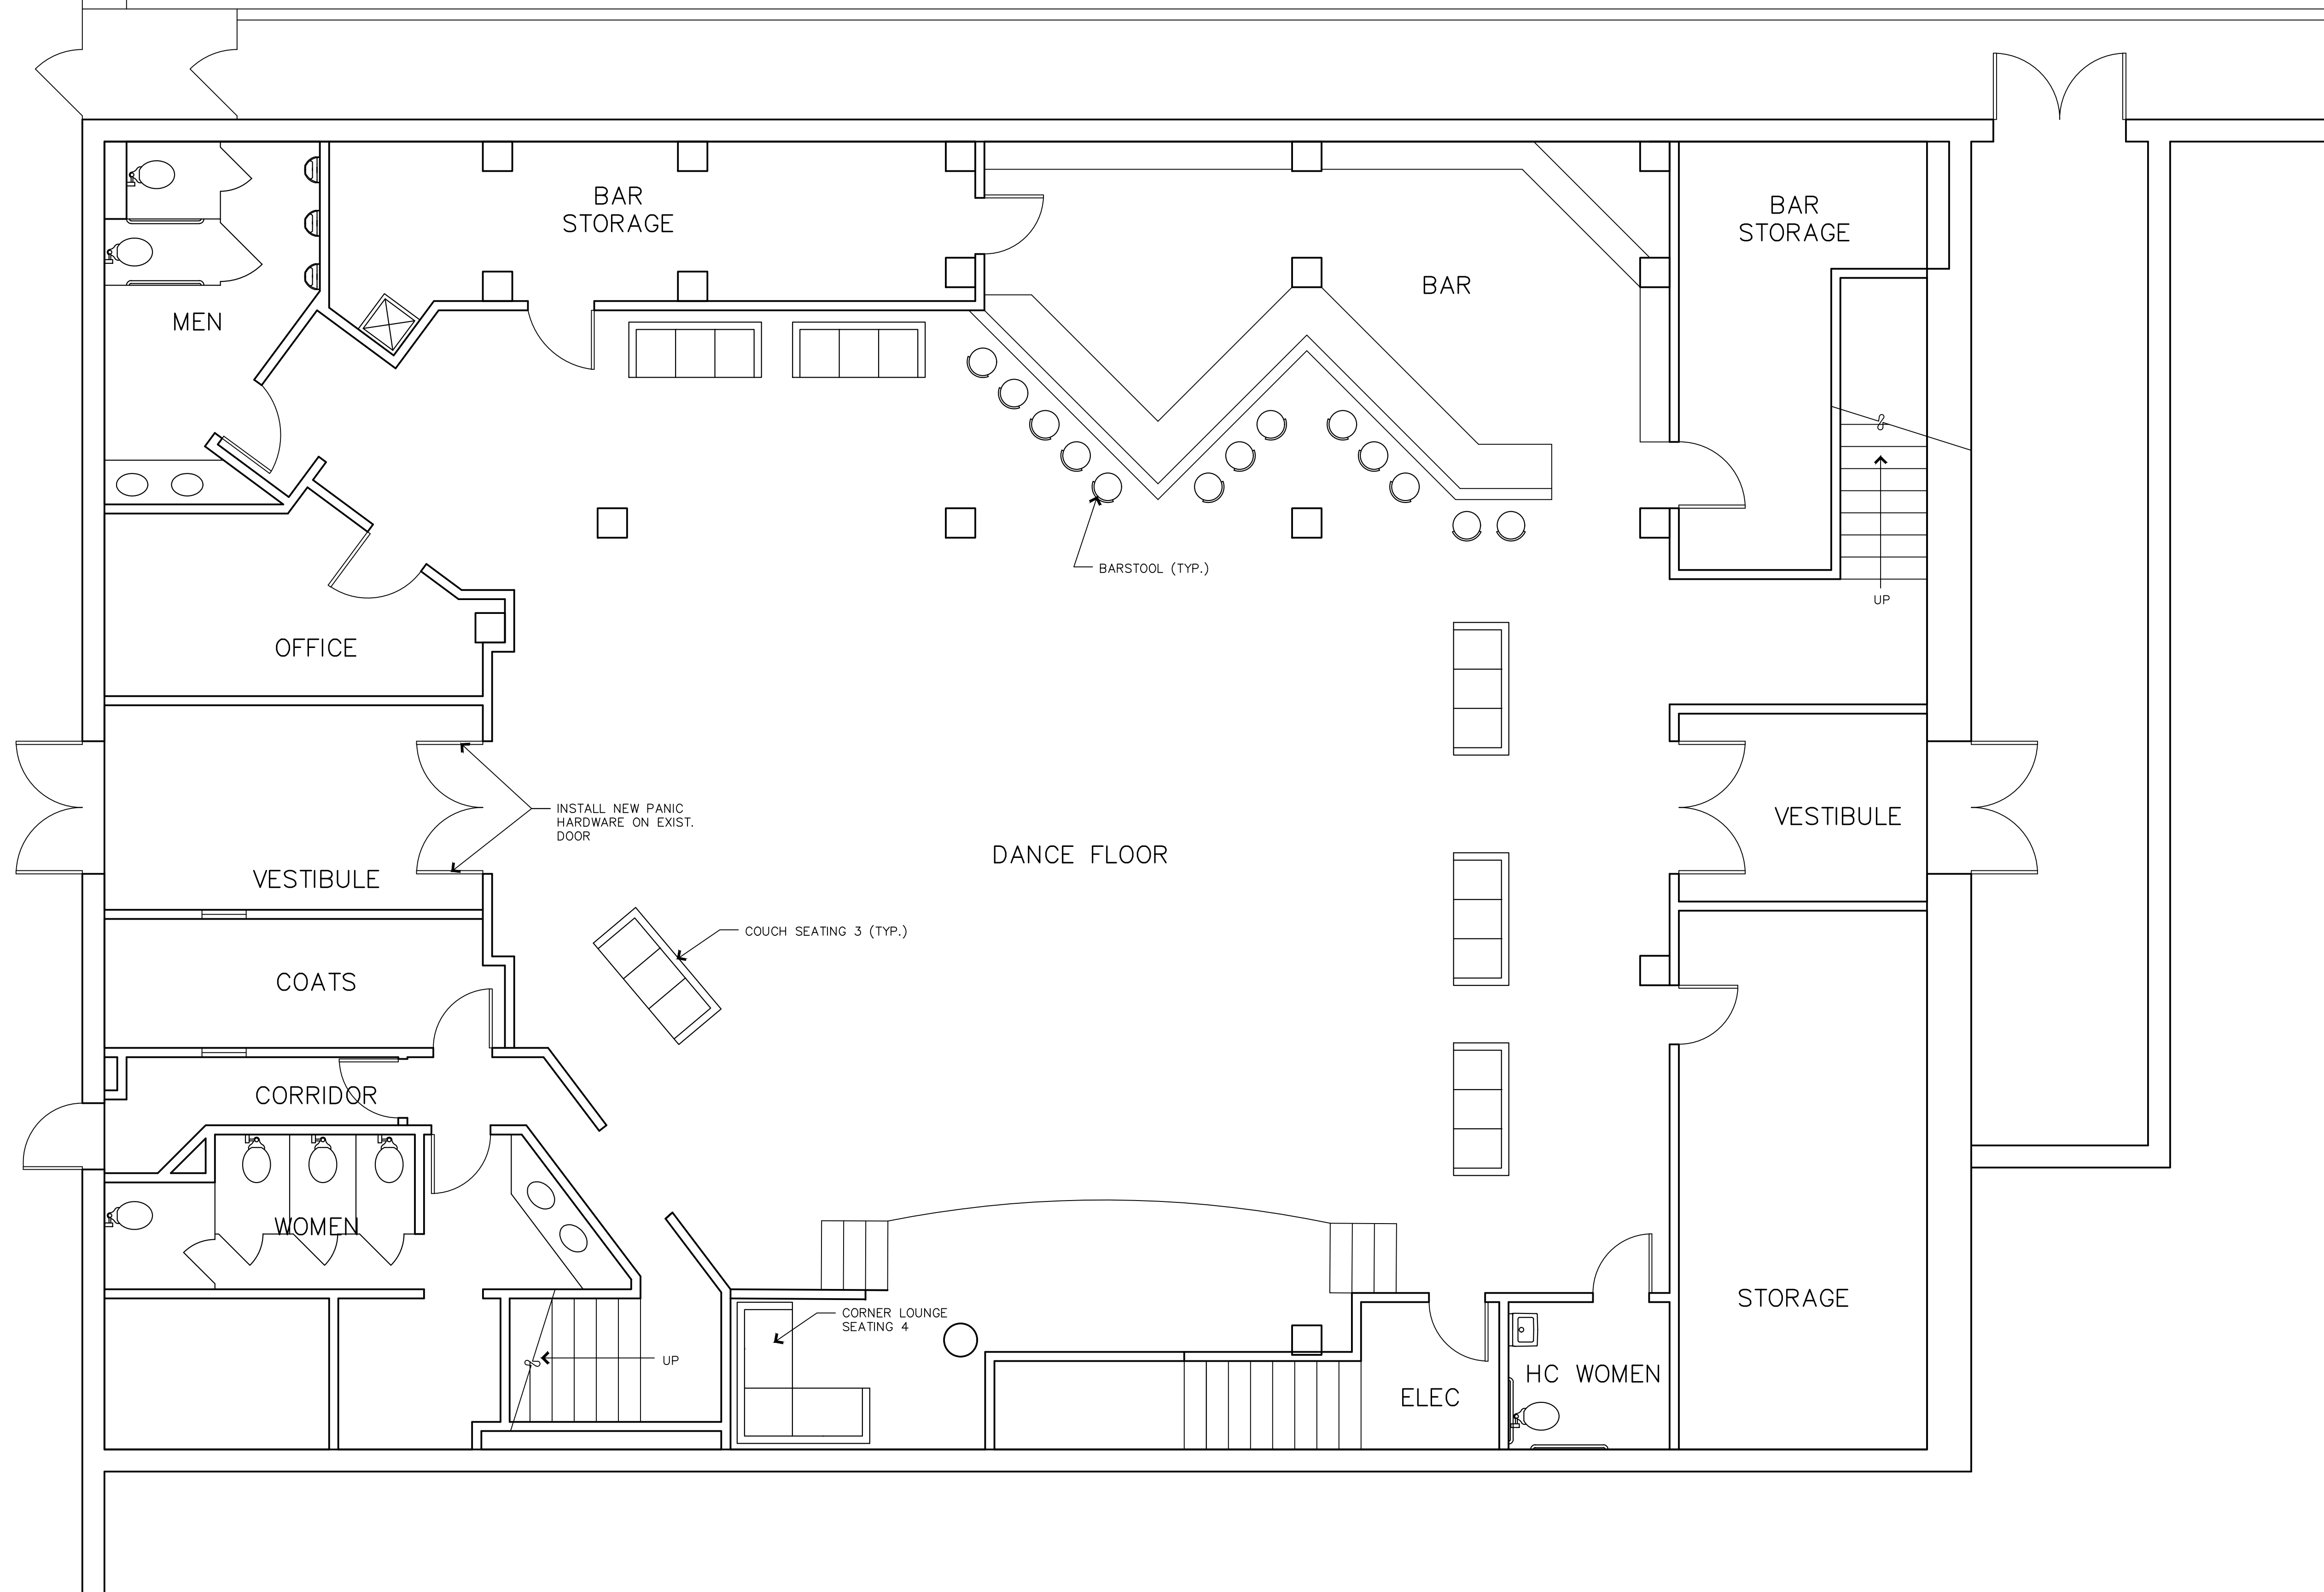 BAR
STORAGE
BAR
STORAGE
BAR
MEN
BARSTOOL (TYP.)
UP
OFFICE
INSTALL NEW PANIC
HARDWARE ON EXIST.
DOOR
VESTIBULE
DANCE FLOOR
VESTIBULE
COUCH SEATING 3 (TYP.)
COATS
CORRIDOR
WOMEN
STORAGE
CORNER LOUNGE
SEATING 4
UP
HC WOMEN
ELEC